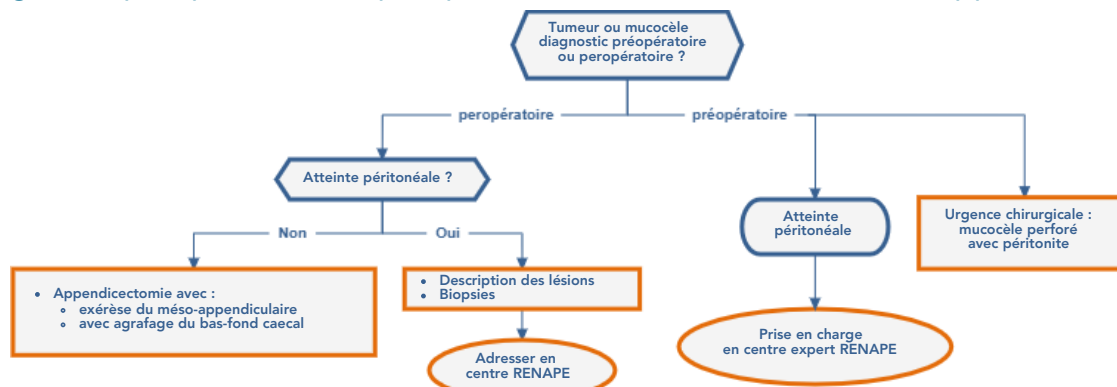 Tumeur ou mucocèle
diagnostic préopératoire
ou peropératoire ?
peropératoire
préopératoire
Atteinte péritonéale ?
Non
Oui
• Appendicectomie avec :
exérèse du méso-appendiculaire
avec agrafage du bas-fond caecal
• Description des lésions
• Biopsies
Adresser en
centre RENAPE
Atteinte
péritonéale
Prise en charge
en centre expert RENAPE
Urgence chirurgicale :
mucocèle perforé
avec péritonite